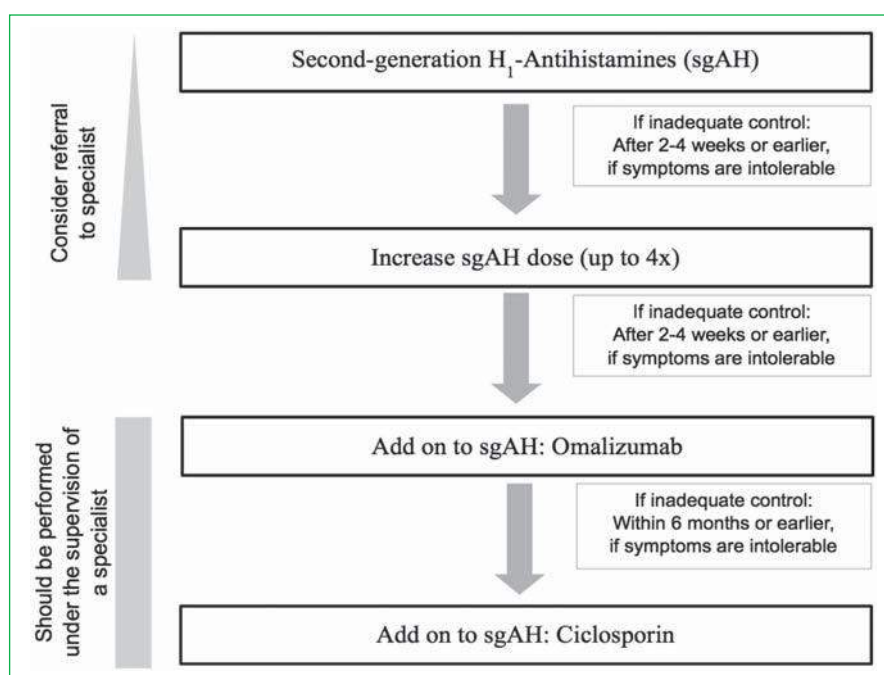 Second-generation H₁-Antihistamines (sgAH)
If inadequate control:
After 2-4 weeks or earlier,
if symptoms are intolerable
Consider referral
to specialist
Increase sgAH dose (up to 4x)
If inadequate control:
After 2-4 weeks or earlier,
if symptoms are intolerable
Add on to sgAH: Omalizumab
If inadequate control:
Within 6 months or earlier,
if symptoms are intolerable
Should be performed
under the supervision of
a specialist
Add on to sgAH: Ciclosporin